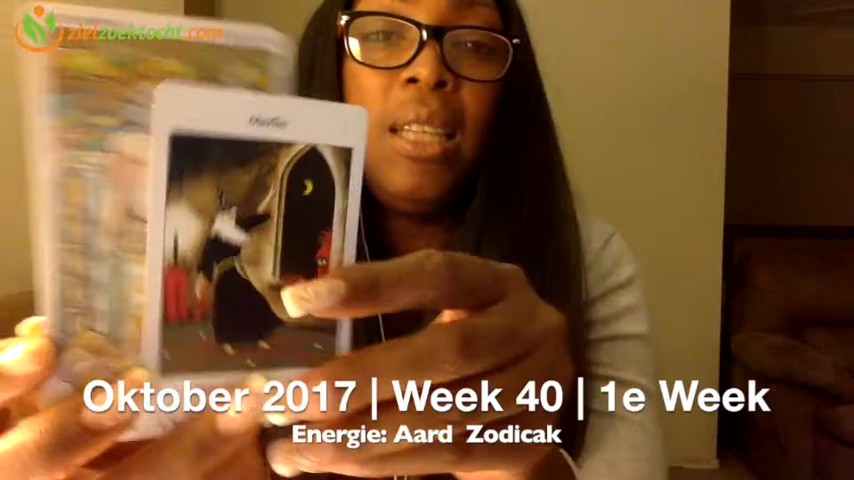 zielzoektocht.com
Oktober 2017 | Week 40 | 1e Week
Energie: Aard Zodicak